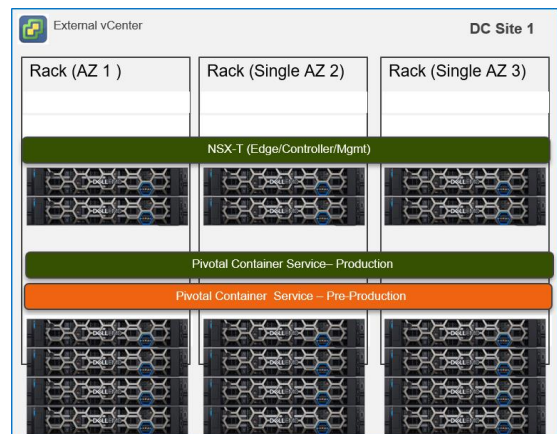 External vCenter
DC Site 1
Rack (AZ 1 )
Rack (Single AZ 2)
Rack (Single AZ 3)
NSX-T (Edge/Controller/Mgmt)
Pivotal Container Service– Production
Pivotal Container  Service – Pre-Production